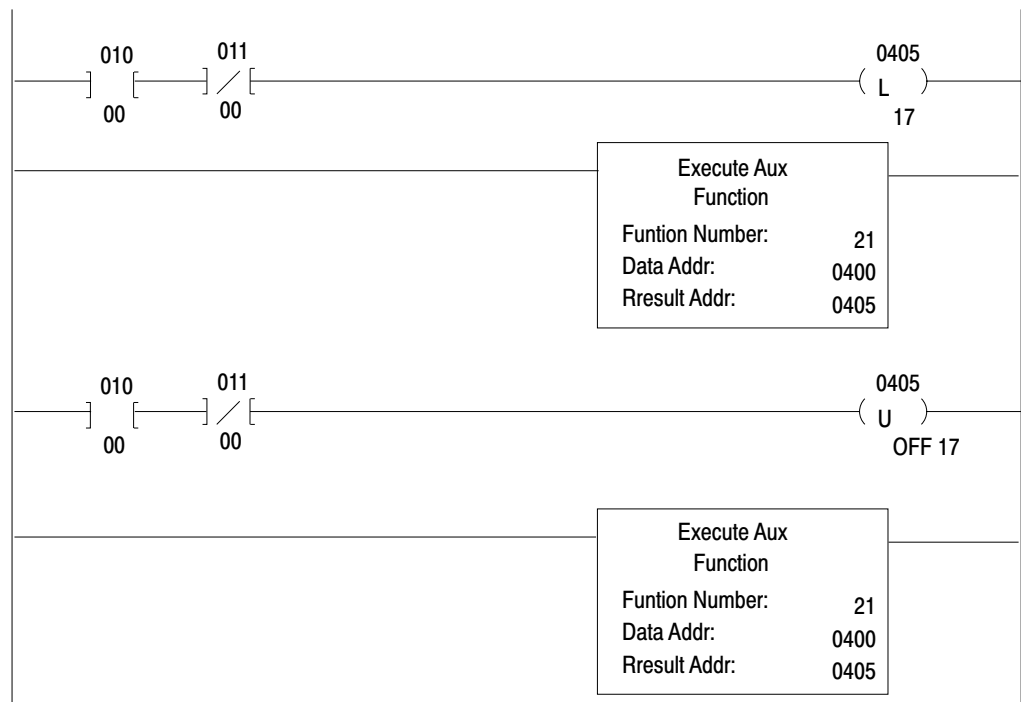 010 011 0405
] [ ]/[ ( L )
00 00 17
Execute Aux
Function
Funtion Number: 21
Data Addr: 0400
Rresult Addr: 0405
010 011 0405
] [ ]/[ ( U )
00 00 OFF 17
Execute Aux
Function
Funtion Number: 21
Data Addr: 0400
Rresult Addr: 0405